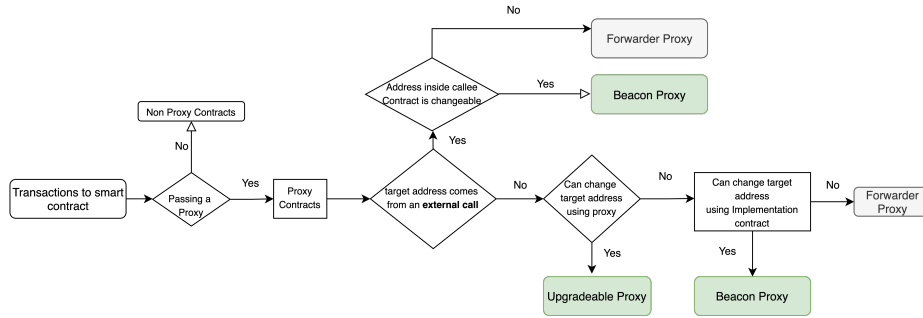 No
Forwarder Proxy
Address inside callee
Contract is changeable
Yes
Beacon Proxy
Non Proxy Contracts
No
Yes
Transactions to smart
contract
Passing a
Proxy
Yes
Proxy
Contracts
target address comes
from an external call
No
Can change
target address
using proxy
No
Can change target
address
using Implementation
contract
No
Forwarder
Proxy
Yes
Yes
Upgradeable Proxy
Beacon Proxy